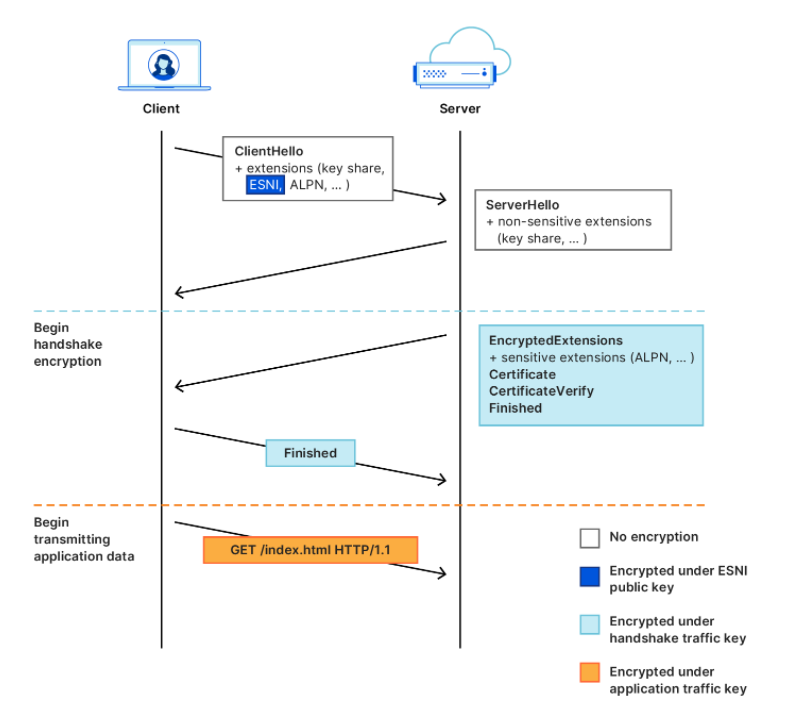 Client
Server
ClientHello
+ extensions (key share,
ESNI, ALPN, ... )
ServerHello
+ non-sensitive extensions
(key share, ... )
Begin
handshake
encryption
EncryptedExtensions
+ sensitive extensions (ALPN, ... )
Certificate
CertificateVerify
Finished
Finished
Begin
transmitting
application data
GET /index.html HTTP/1.1
No encryption
Encrypted under ESNI
public key
Encrypted under
handshake traffic key
Encrypted under
application traffic key